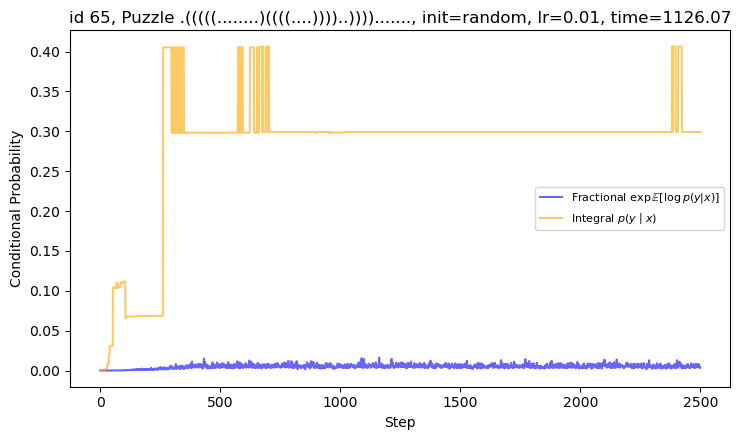 id 65, Puzzle .(((((........)((((....))))..))))......., init=random, lr=0.01, time=1126.07
Conditional Probability
0.40
0.35
0.30
0.25
0.20
0.15
0.10
0.05
0.00
Fractional exp𝔼[log p(y|x)]
Integral p(y | x)
0 500 1000 1500 2000 2500
Step